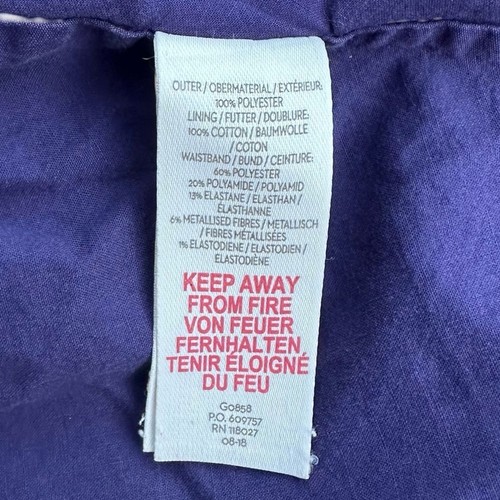 OUTER / OBERMATERIAL / EXTÉRIEUR:
100% POLYESTER
LINING / FUTTER / DOUBLURE:
100% COTTON / BAUMWOLLE
/ COTON
WAISTBAND / BUND / CEINTURE:
60% POLYESTER
20% POLYAMIDE / POLYAMID
13% ELASTANE / ELASTHAN /
ÉLASTHANNE
6% METALLISED FIBRES / METALLISCH
/ FIBRES MÉTALLISÉES
1% ELASTODIENE / ELASTODIEN /
ELASTODIÈNE
KEEP AWAY
FROM FIRE
VON FEUER
FERNHALTEN
TENIR ÉLOIGNÉ
DU FEU
G0858
P.O. 609757
RN 118027
08-18